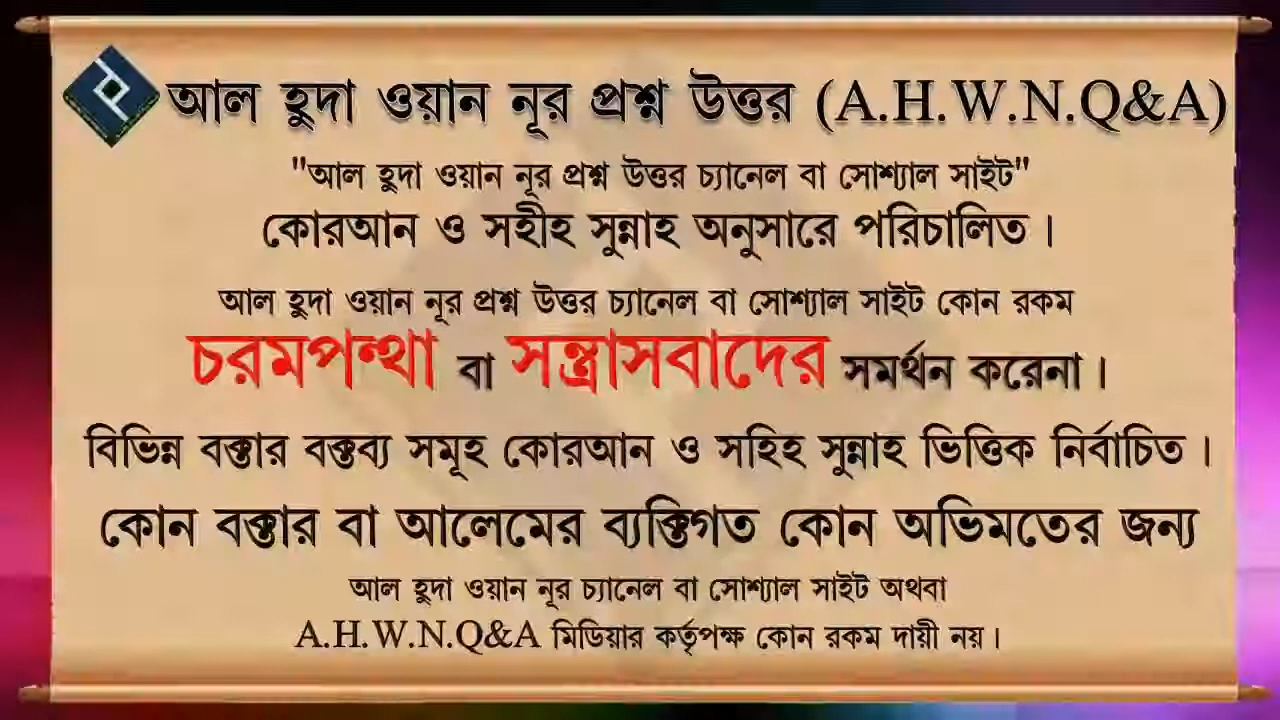 আল হুদা ওয়ান নূর প্রশ্ন উত্তর (A.H.W.N.Q&A)
"আল হুদা ওয়ান নূর প্রশ্ন উত্তর চ্যানেল বা সোশ্যাল সাইট"
কোরআন ও সহীহ সুন্নাহ অনুসারে পরিচালিত।
আল হুদা ওয়ান নূর প্রশ্ন উত্তর চ্যানেল বা সোশ্যাল সাইট কোন রকম
চরমপন্থা বা সন্ত্রাসবাদের সমর্থন করেনা।
বিভিন্ন বক্তার বক্তব্য সমূহ কোরআন ও সহিহ সুন্নাহ ভিত্তিক নির্বাচিত।
কোন বক্তার বা আলেমের ব্যক্তিগত কোন অভিমতের জন্য
আল হুদা ওয়ান নূর চ্যানেল বা সোশ্যাল সাইট অথবা
A.H.W.N.Q&A মিডিয়ার কর্তৃপক্ষ কোন রকম দায়ী নয়।